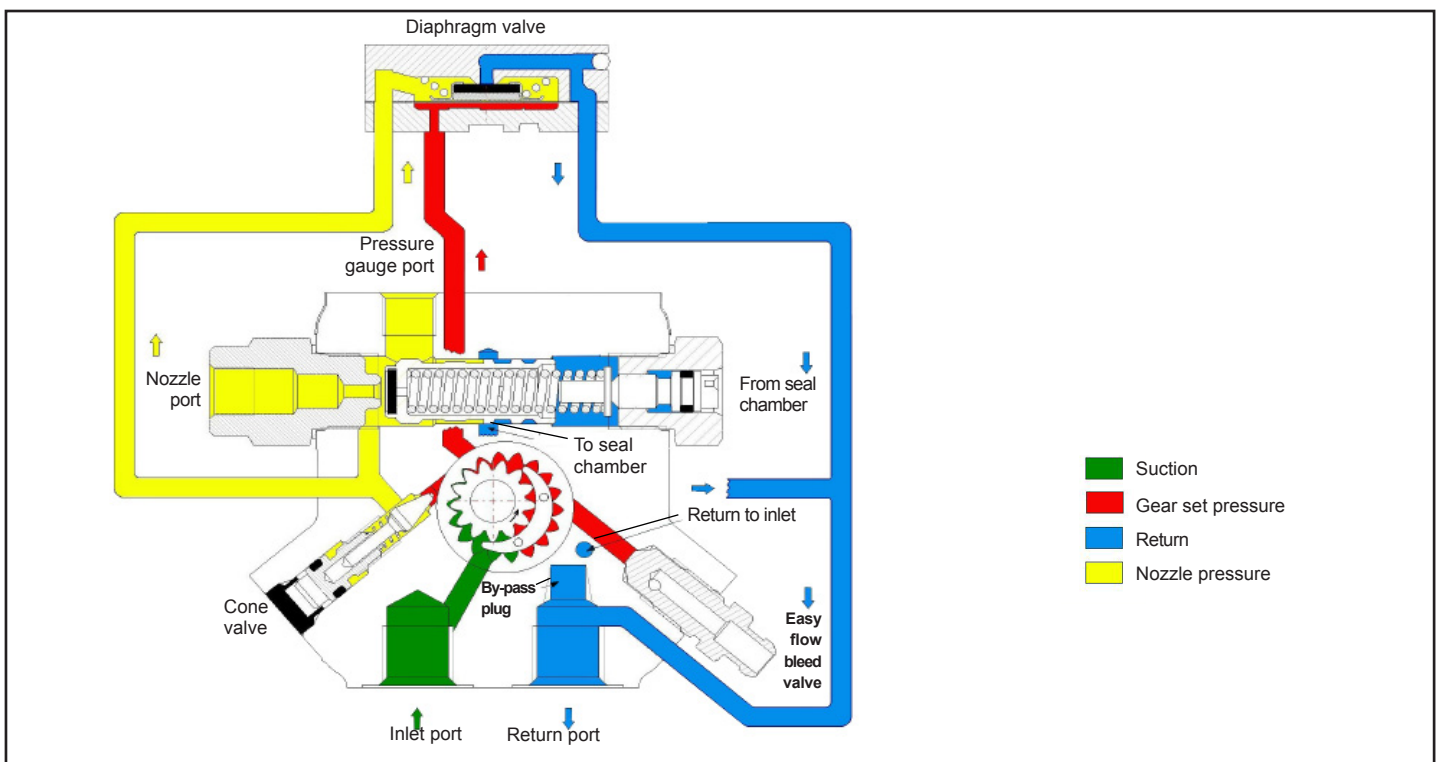 Diaphragm valve
Pressure
gauge port
Nozzle
port
From seal
chamber
To seal
chamber
Return to inlet
By-pass
plug
Cone
valve
Easy
flow
bleed
valve
Inlet port
Return port
Suction
Gear set pressure
Return
Nozzle pressure